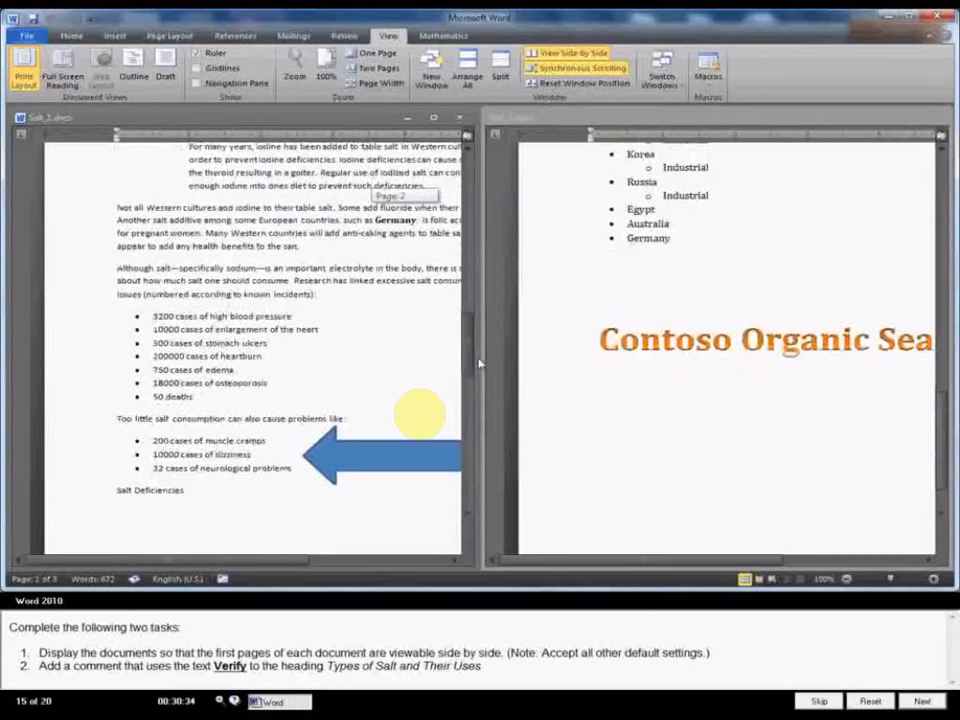 Microsoft Word
File Home Insert Page Layout References Mailings Review View Mathematics
Print Layout
Full Screen Reading
Web Layout
Outline
Draft
Document Views
Ruler
Gridlines
Navigation Pane
Show
Zoom
100%
One Page
Two Pages
Page Width
Zoom
New Window
Arrange All
Split
View Side by Side
Synchronous Scrolling
Reset Window Position
Window
Switch Windows
Macros
Macros
Salt_1.docx
For many years, iodine has been added to table salt in Western cult
order to prevent iodine deficiencies. Iodine deficiencies can cause
the thyroid resulting in a goiter. Regular use of iodized salt can con
enough iodine into ones diet to prevent such deficiencies.
Page: 2
Not all Western cultures add iodine to their table salt. Some add fluoride when their
Another salt additive among some European countries, such as Germany, is folic ac
for pregnant women. Many Western countries will add anti-caking agents to table sa
appear to add any health benefits to the salt.
Although salt—specifically sodium—is an important electrolyte in the body, there is
about how much salt one should consume. Research has linked excessive salt consu
issues (numbered according to known incidents):
• 3200 cases of high blood pressure
• 10000 cases of enlargement of the heart
• 300 cases of stomach ulcers
• 200000 cases of heartburn
• 750 cases of edema
• 18000 cases of osteoporosis
• 50 deaths
Too little salt consumption can also cause problems like:
• 200 cases of muscle cramps
• 10000 cases of dizziness
• 32 cases of neurological problems
Salt Deficiencies
• Korea
o Industrial
• Russia
o Industrial
• Egypt
• Australia
• Germany
Contoso Organic Sea
Page: 1 of 3 Words: 672 English (U.S.) 100%
Word 2010
Complete the following two tasks:
1. Display the documents so that the first pages of each document are viewable side by side. (Note: Accept all other default settings.)
2. Add a comment that uses the text Verify to the heading Types of Salt and Their Uses
15 of 20 00:30:34 Word Skip Reset Next